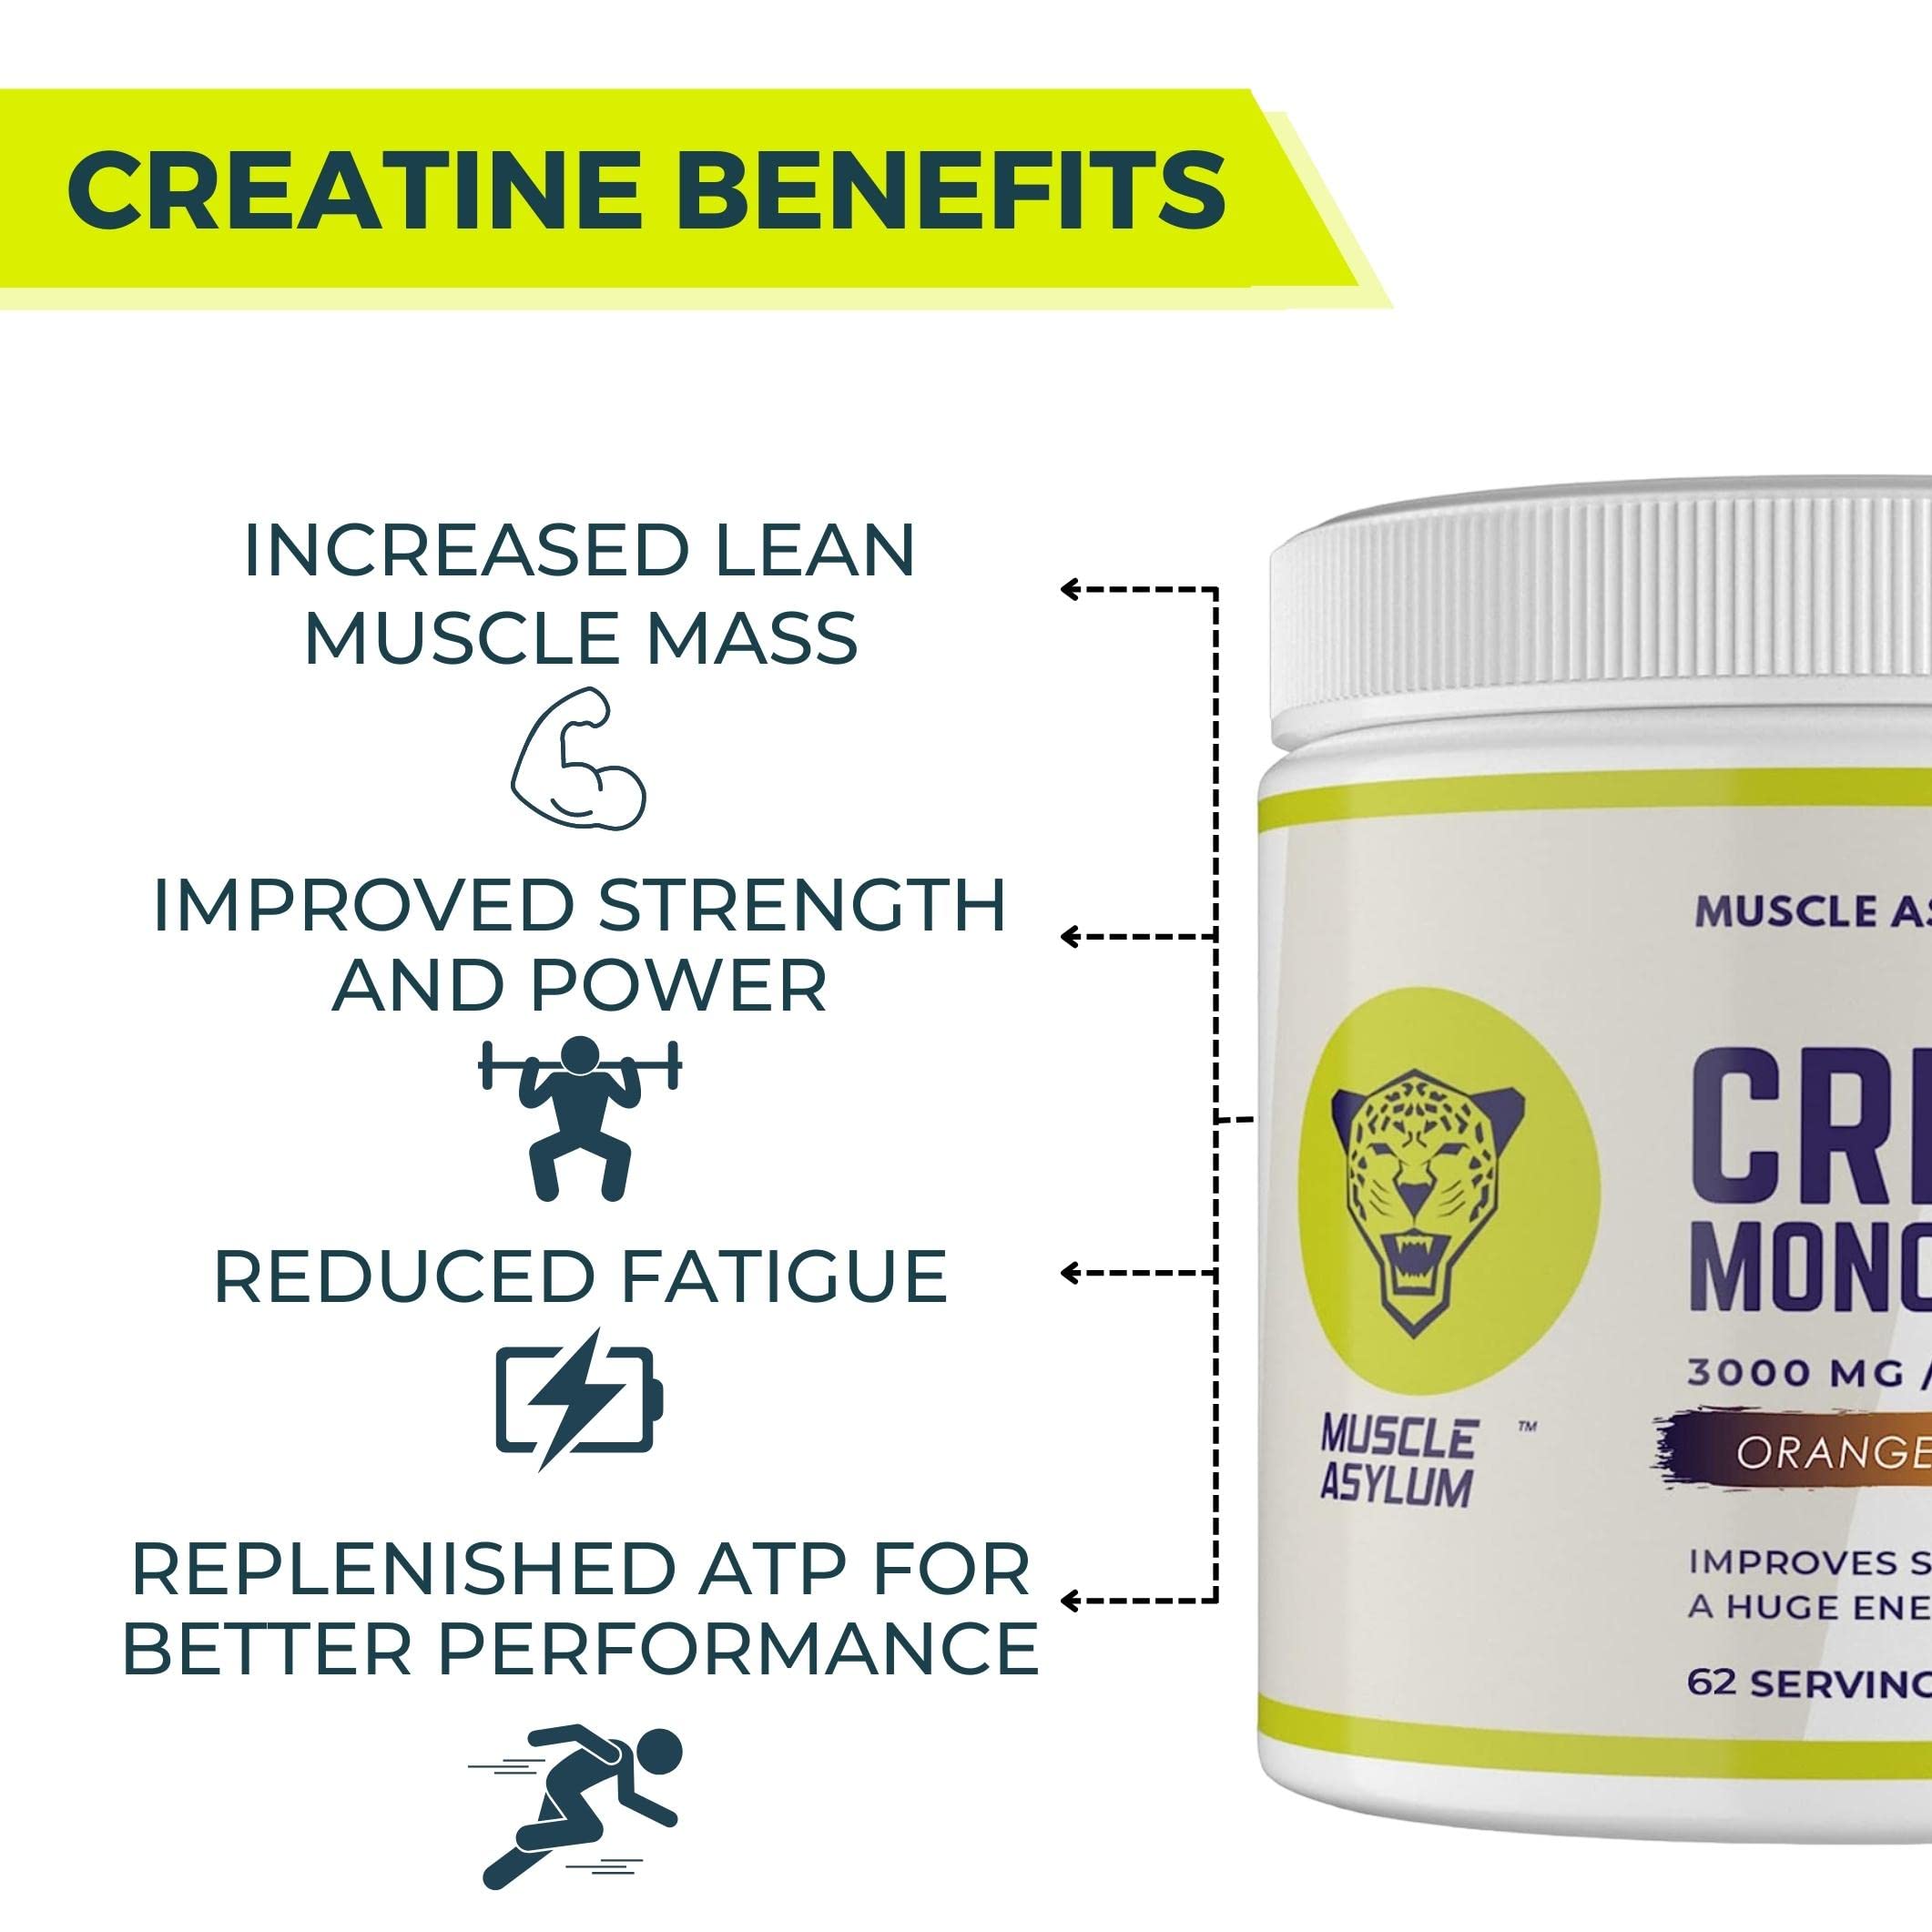 CREATINE BENEFITS
INCREASED LEAN
MUSCLE MASS
IMPROVED STRENGTH
AND POWER
REDUCED FATIGUE
REPLENISHED ATP FOR
BETTER PERFORMANCE
MUSCLE AS
CRE
MONO
3000 MG /
ORANGE
MUSCLE ™
ASYLUM
IMPROVES S
A HUGE ENE
62 SERVING